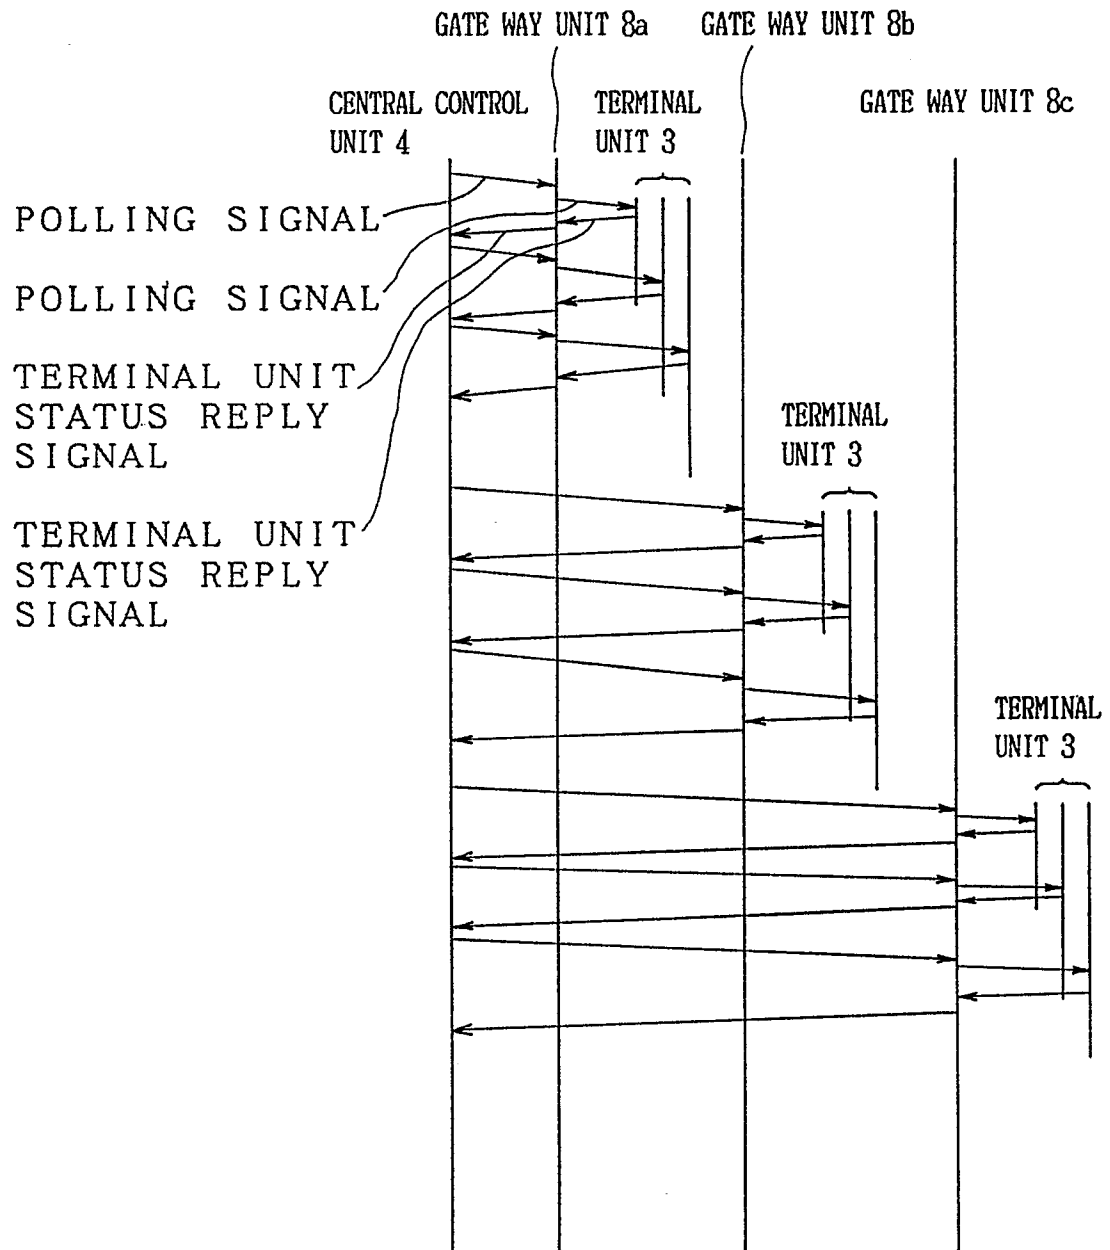 GATE WAY UNIT 8a
GATE WAY UNIT 8b
CENTRAL CONTROL
UNIT 4
TERMINAL
UNIT 3
GATE WAY UNIT 8c
POLLING SIGNAL
POLLING SIGNAL
TERMINAL UNIT
STATUS REPLY
SIGNAL
TERMINAL
UNIT 3
TERMINAL UNIT
STATUS REPLY
SIGNAL
TERMINAL
UNIT 3